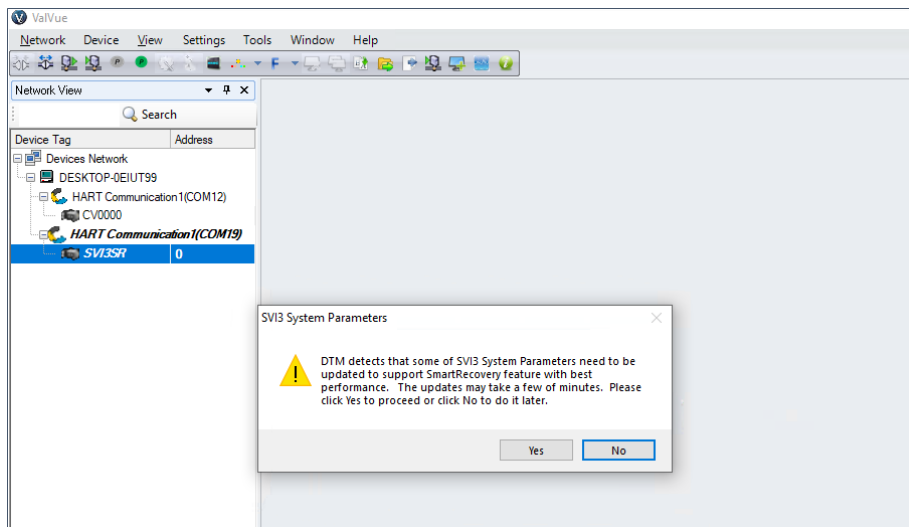 ValVue
Network Device View Settings Tools Window Help
P P F
Network View
Search
Device Tag Address
Devices Network
DESKTOP-0EIUT99
HART Communication1(COM12)
CV0000
HART Communication1(COM19)
SVI3SR 0
SVI3 System Parameters
DTM detects that some of SVI3 System Parameters need to be
updated to support SmartRecovery feature with best
performance. The updates may take a few of minutes. Please
click Yes to proceed or click No to do it later.
Yes No